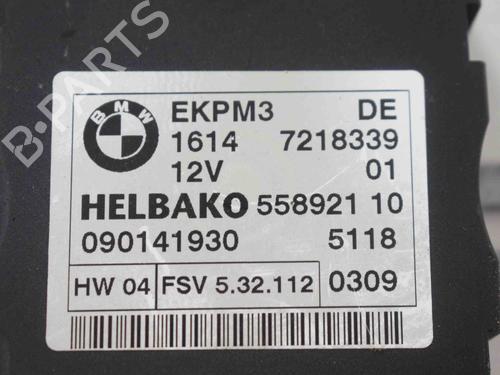 B-PARTS
BMW
EKPM3 DE
1614 7218339
12V 01
HELBAKO 558921 10
090141930 5118
HW 04 FSV 5.32.112 0309